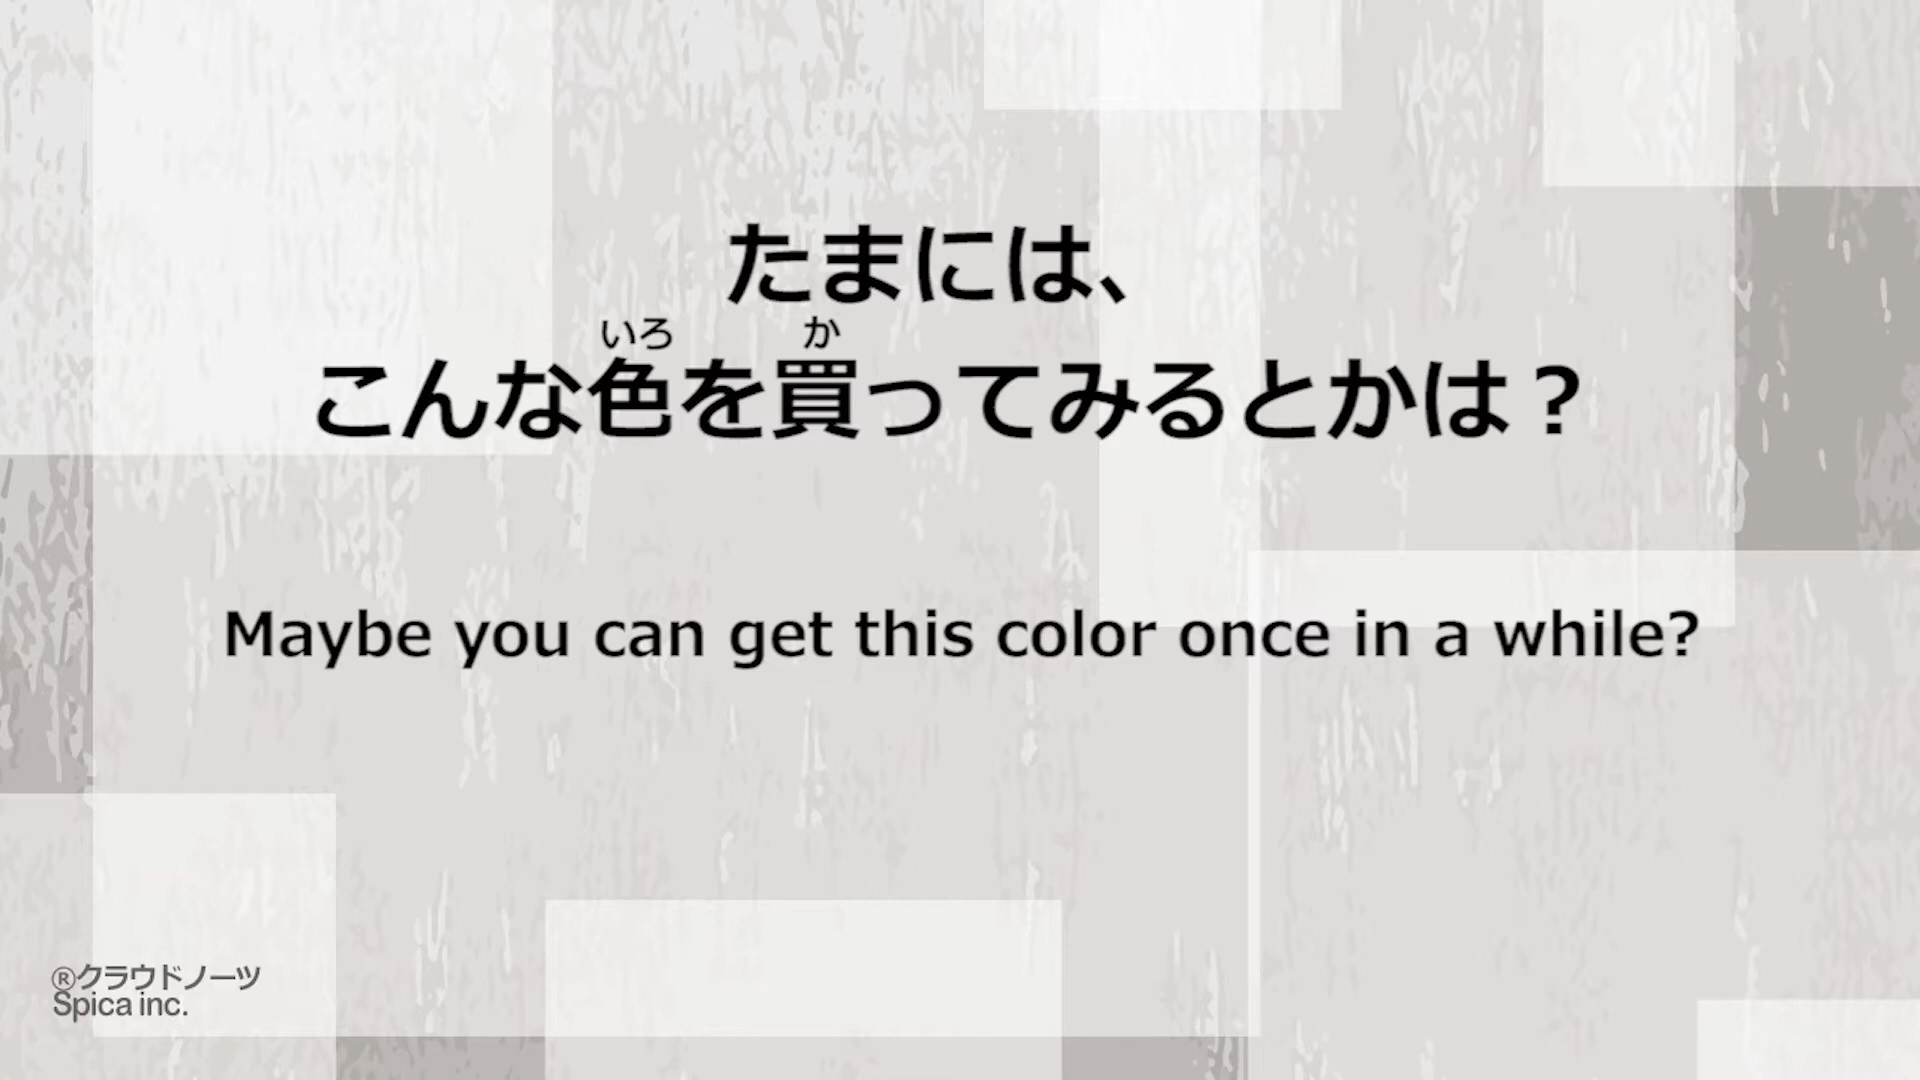 たまには、
いろ か
こんな色を買ってみるとかは？
Maybe you can get this color once in a while?
®クラウドノーツ
Spica inc.